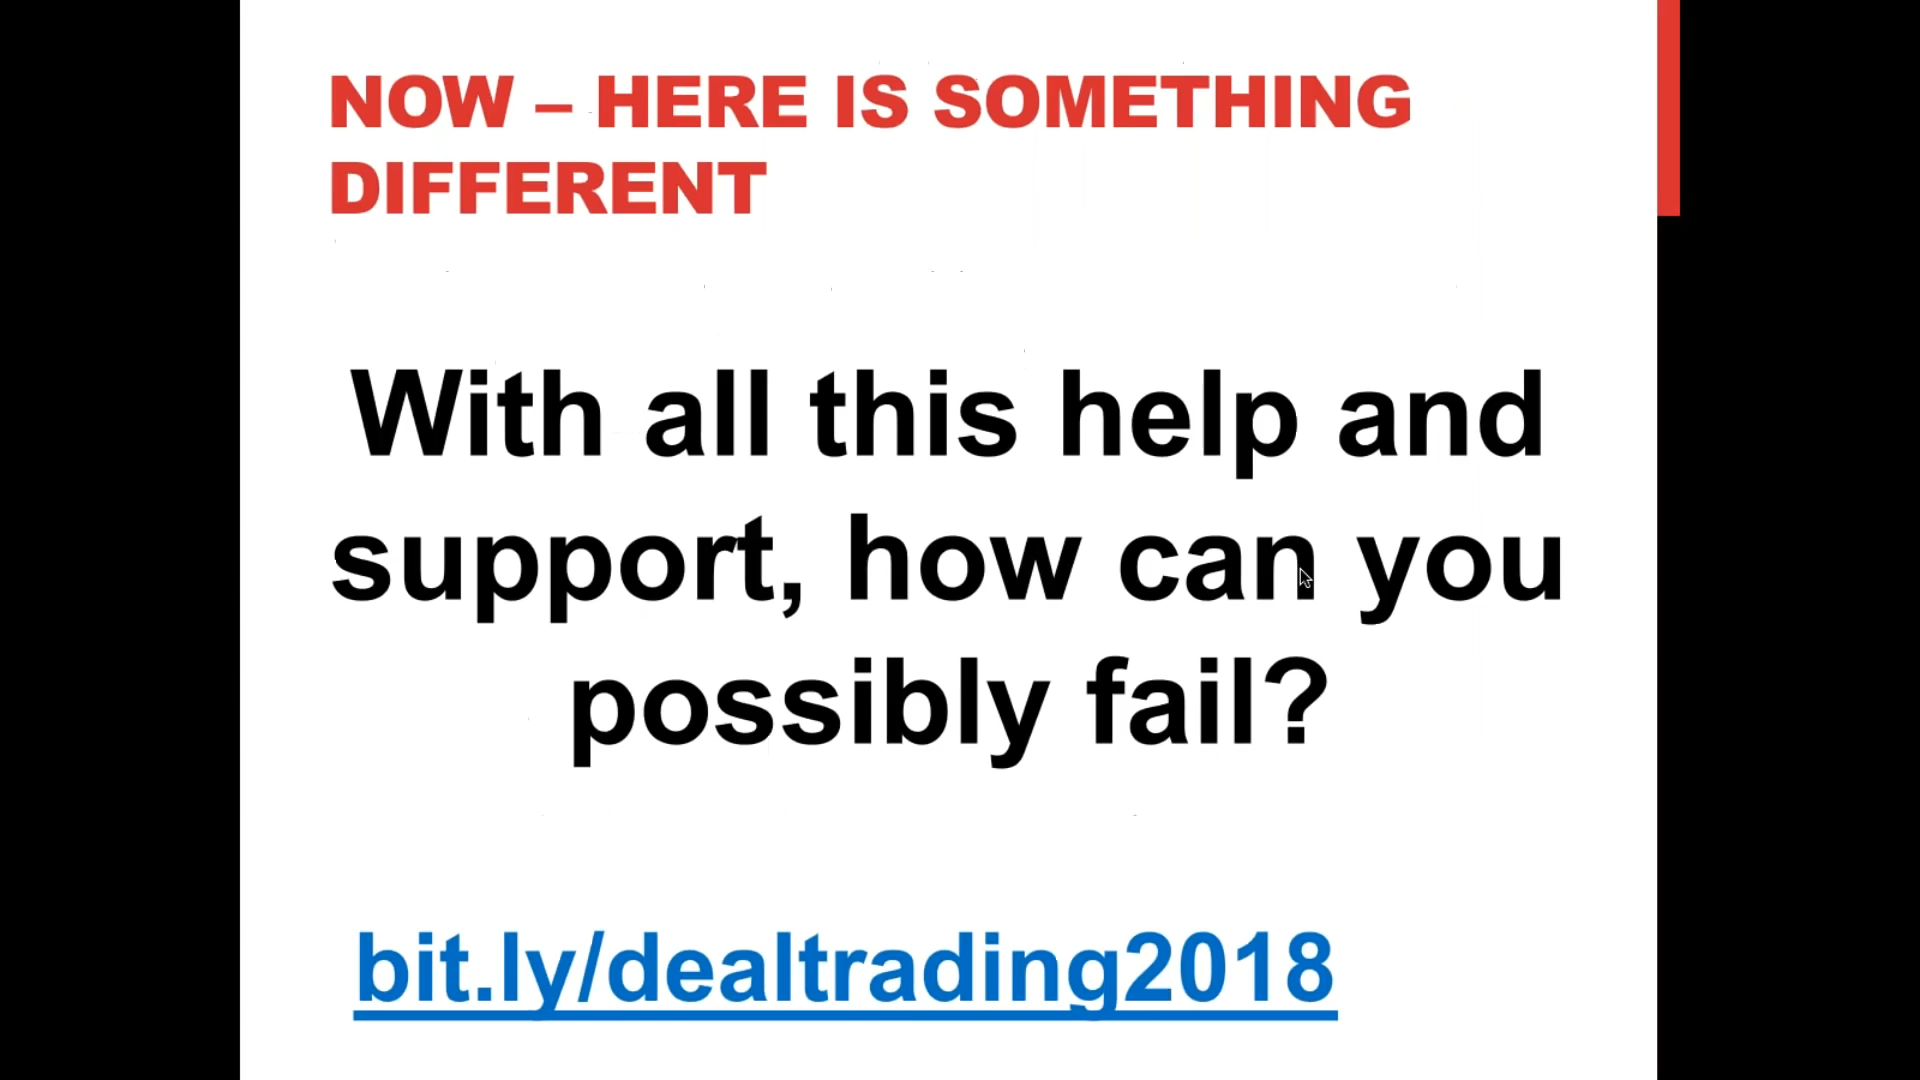 NOW – HERE IS SOMETHING
DIFFERENT
With all this help and
support, how can you
possibly fail?
bit.ly/dealtrading2018